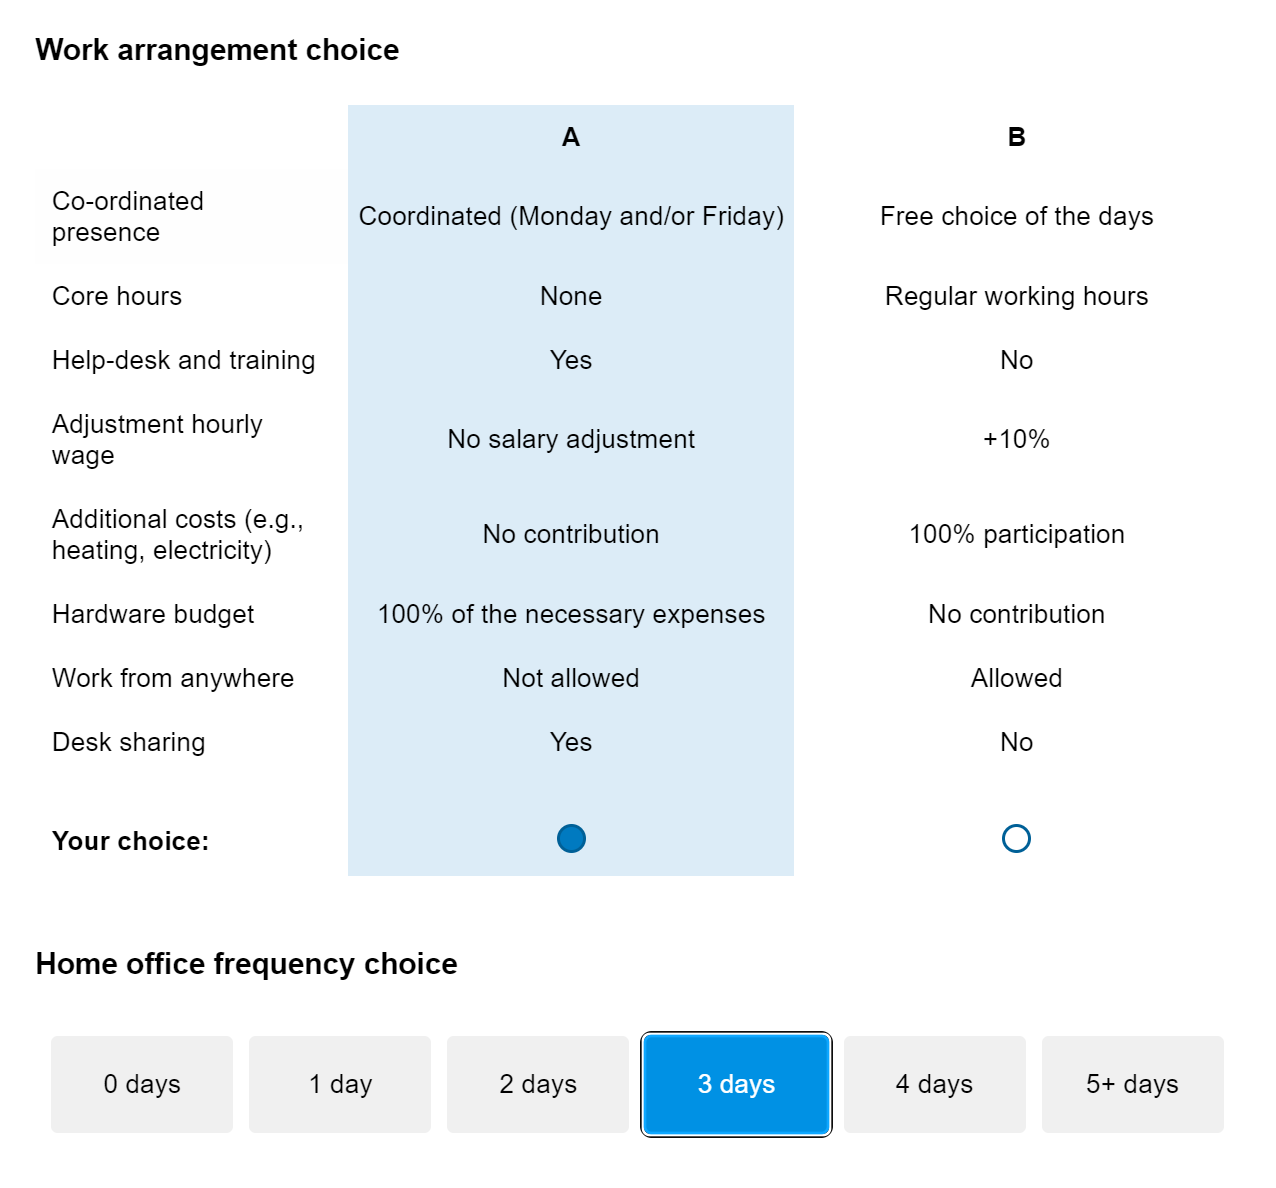 Work arrangement choice
A B
Co-ordinated
presence
Coordinated (Monday and/or Friday) Free choice of the days
Core hours None Regular working hours
Help-desk and training Yes No
Adjustment hourly
wage
No salary adjustment +10%
Additional costs (e.g.,
heating, electricity)
No contribution 100% participation
Hardware budget 100% of the necessary expenses No contribution
Work from anywhere Not allowed Allowed
Desk sharing Yes No
Your choice:
Home office frequency choice
0 days 1 day 2 days 3 days 4 days 5+ days